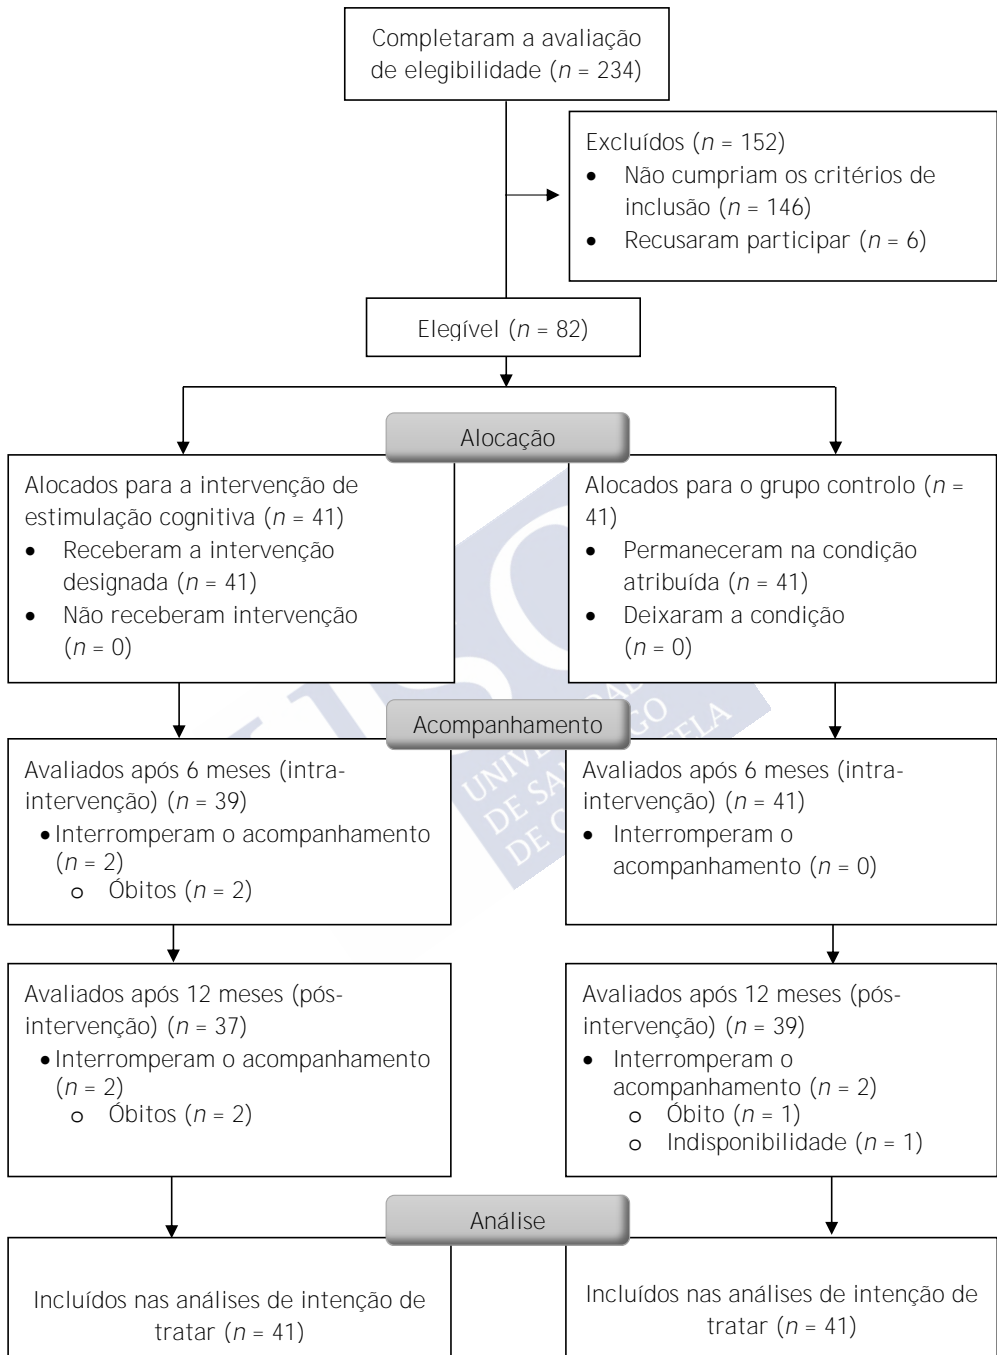 Completaram a avaliação
de elegibilidade (n = 234)
Excluídos (n = 152)
• Não cumpriam os critérios de
inclusão (n = 146)
• Recusaram participar (n = 6)
Elegível (n = 82)
Alocação
Alocados para a intervenção de
estimulação cognitiva (n = 41)
• Receberam a intervenção
designada (n = 41)
• Não receberam intervenção
(n = 0)
Alocados para o grupo controlo (n =
41)
• Permaneceram na condição
atribuída (n = 41)
• Deixaram a condição
(n = 0)
Acompanhamento
Avaliados após 6 meses (intra-
intervenção) (n = 39)
• Interromperam o acompanhamento
(n = 2)
o Óbitos (n = 2)
Avaliados após 6 meses (intra-
intervenção) (n = 41)
• Interromperam o
acompanhamento (n = 0)
Avaliados após 12 meses (pós-
intervenção) (n = 37)
• Interromperam o acompanhamento
(n = 2)
o Óbitos (n = 2)
Avaliados após 12 meses (pós-
intervenção) (n = 39)
• Interromperam o
acompanhamento (n = 2)
o Óbito (n = 1)
o Indisponibilidade (n = 1)
Análise
Incluídos nas análises de intenção de
tratar (n = 41)
Incluídos nas análises de intenção de
tratar (n = 41)